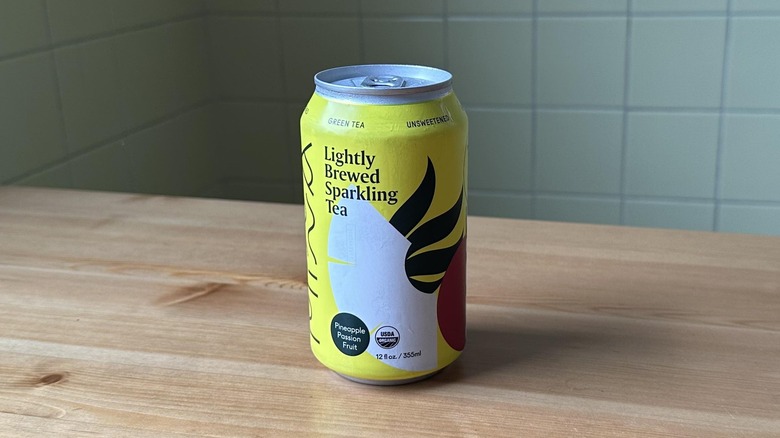 GREEN TEA
UNSWEETENED
Lightly
Brewed
Sparkling
Tea
Pineapple
Passion
Fruit
USDA
ORGANIC
12 fl oz. / 355ml